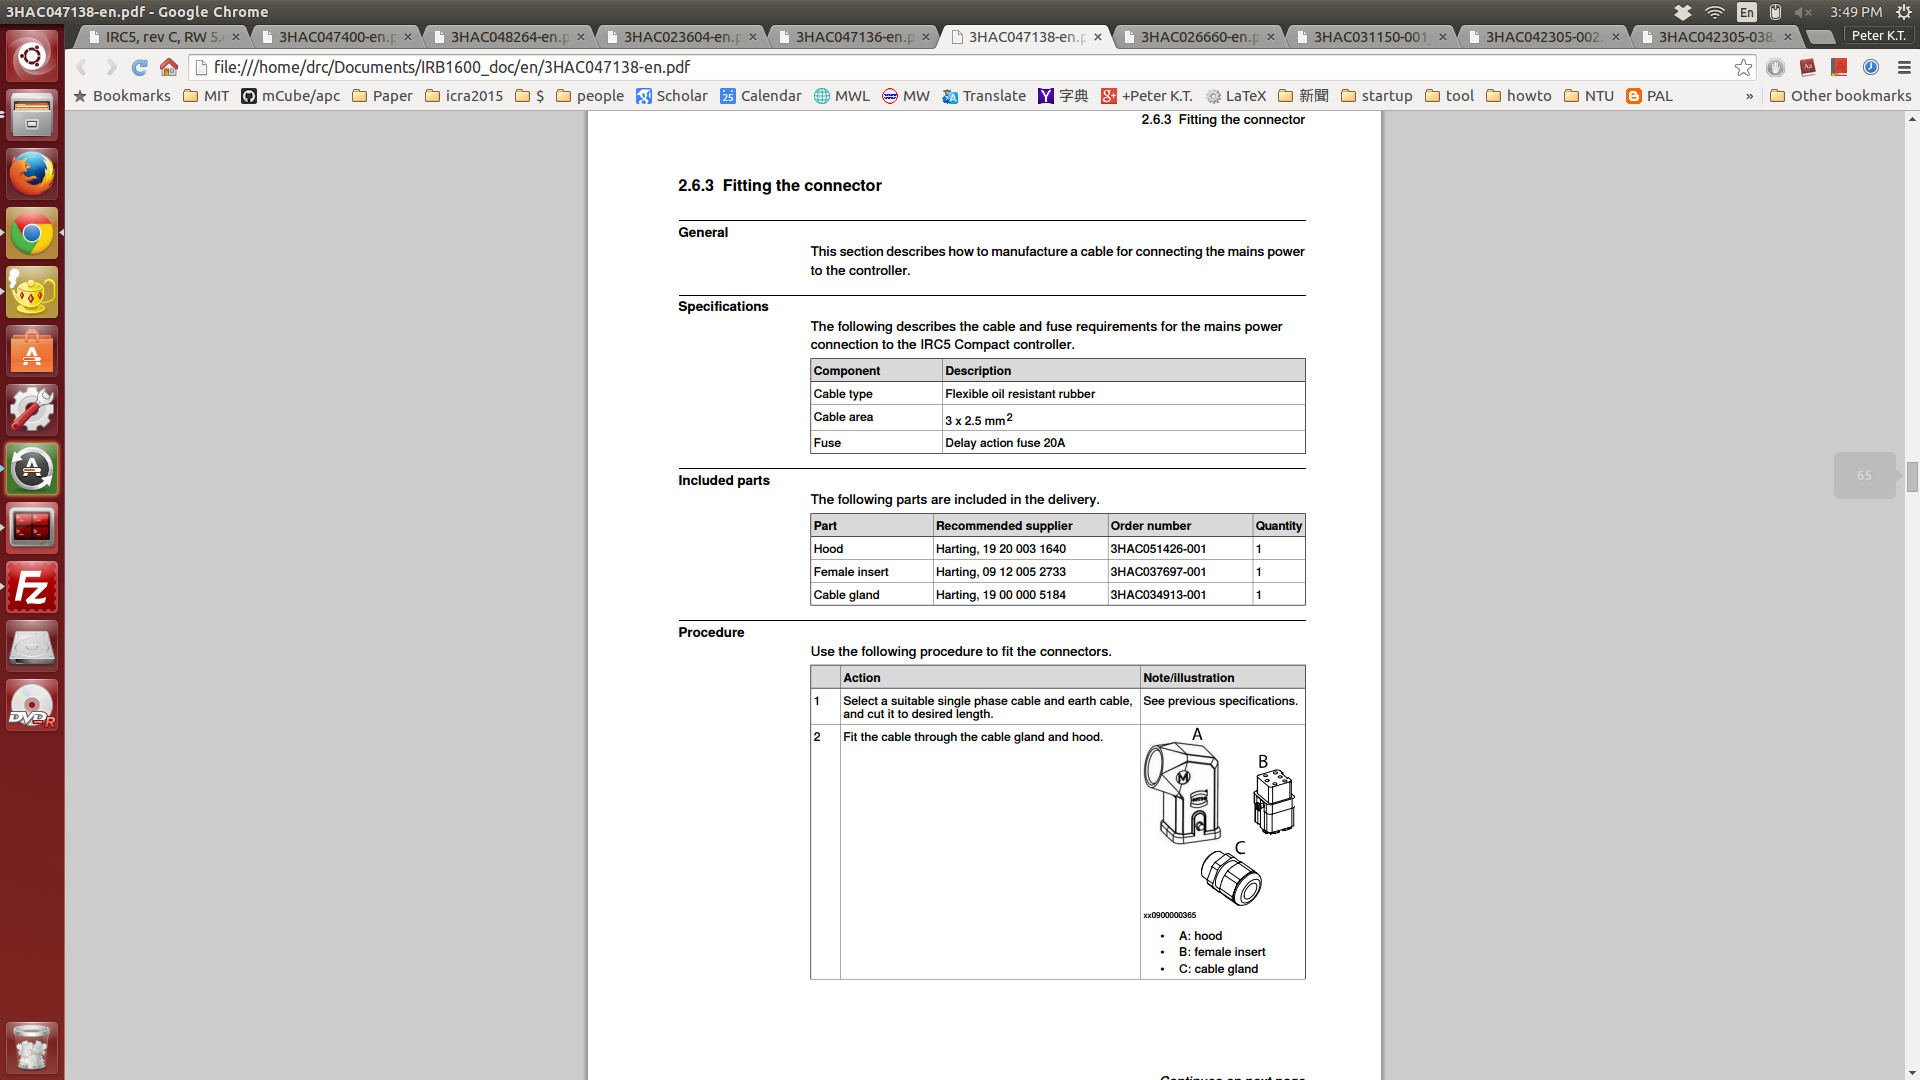 3HAC047138-en.pdf - Google Chrome
En
3:49 PM
IRC5, rev C, RW 5.
3HAC047400-en.p
3HAC048264-en.p
3HAC023604-en.p
3HAC047136-en.p
3HAC047138-en.p
3HAC026660-en.p
3HAC031150-001
3HAC042305-002.
3HAC042305-038.
Peter K.T.
file:///home/drc/Documents/IRB1600_doc/en/3HAC047138-en.pdf
Bookmarks
MIT
mCube/apc
Paper
icra2015
$
people
Scholar
25 Calendar
MWL
MW
Translate
字典
+Peter K.T.
LaTeX
新聞
startup
tool
howto
NTU
PAL
»
Other bookmarks
2.6.3 Fitting the connector
2.6.3 Fitting the connector
General
This section describes how to manufacture a cable for connecting the mains power
to the controller.
Specifications
The following describes the cable and fuse requirements for the mains power
connection to the IRC5 Compact controller.
Component Description
Cable type Flexible oil resistant rubber
Cable area 3 x 2.5 mm2
Fuse Delay action fuse 20A
65
Included parts
The following parts are included in the delivery.
Part Recommended supplier Order number Quantity
Hood Harting, 19 20 003 1640 3HAC051426-001 1
Female insert Harting, 09 12 005 2733 3HAC037697-001 1
Cable gland Harting, 19 00 000 5184 3HAC034913-001 1
Procedure
Use the following procedure to fit the connectors.
Action Note/illustration
1 Select a suitable single phase cable and earth cable, See previous specifications.
and cut it to desired length.
2 Fit the cable through the cable gland and hood.
A
B
M
C
xx0900000365
• A: hood
• B: female insert
• C: cable gland
Fz
DVD-R